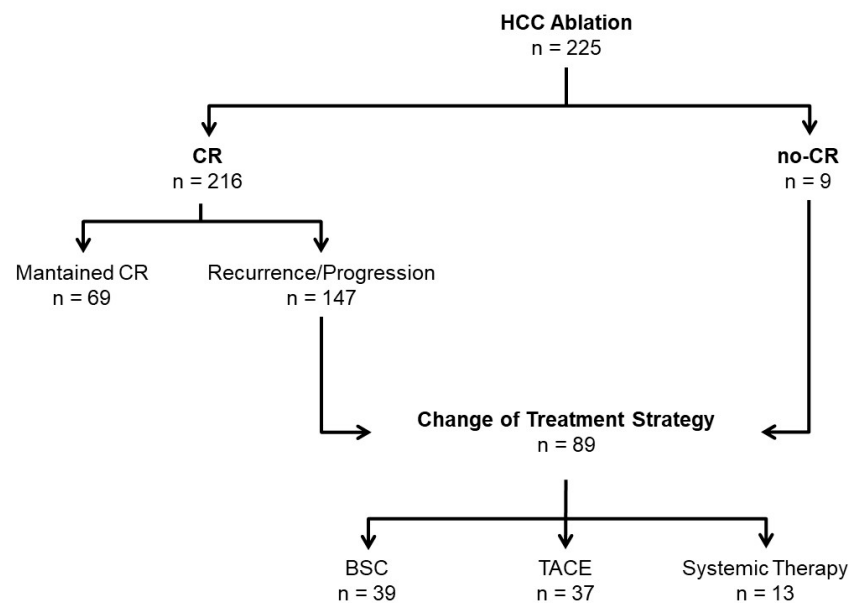 HCC Ablation
n = 225
CR
n = 216
no-CR
n = 9
Mantained CR
n = 69
Recurrence/Progression
n = 147
Change of Treatment Strategy
n = 89
BSC
n = 39
TACE
n = 37
Systemic Therapy
n = 13